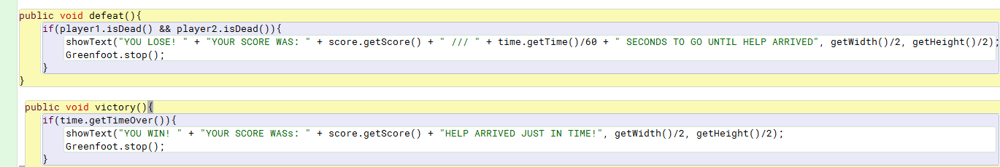 public void defeat(){
if(player1.isDead() && player2.isDead()){
showText("YOU LOSE! " + "YOUR SCORE WAS: " + score.getScore() + " /// " + time.getTime()/60 + " SECONDS TO GO UNTIL HELP ARRIVED", getWidth()/2, getHeight()/2);
Greenfoot.stop();
}
}
public void victory(){
if(time.getTimeOver()){
showText("YOU WIN! " + "YOUR SCORE WASs: " + score.getScore() + "HELP ARRIVED JUST IN TIME!", getWidth()/2, getHeight()/2);
Greenfoot.stop();
}